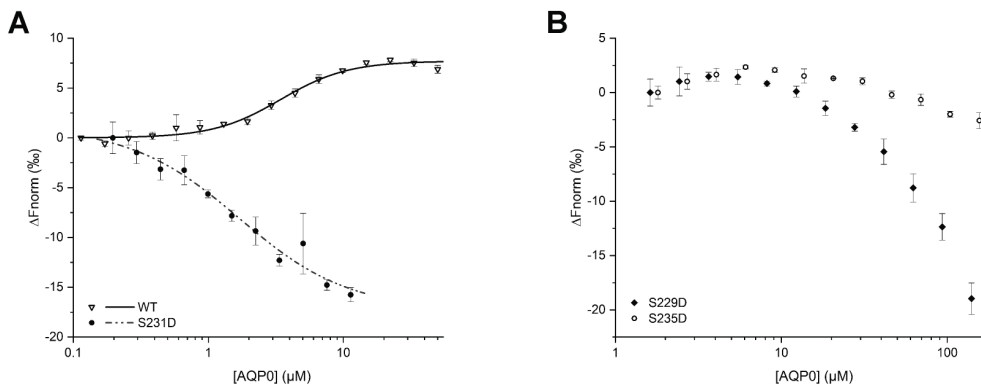 A
10
5
0
-5
-10
-15
-20
ΔFnorm (‰)
WT
S231D
0.1
1
10
[AQP0] (µM)
B
5
0
-5
-10
-15
-20
ΔFnorm (‰)
S229D
S235D
1
10
100
[AQP0] (µM)